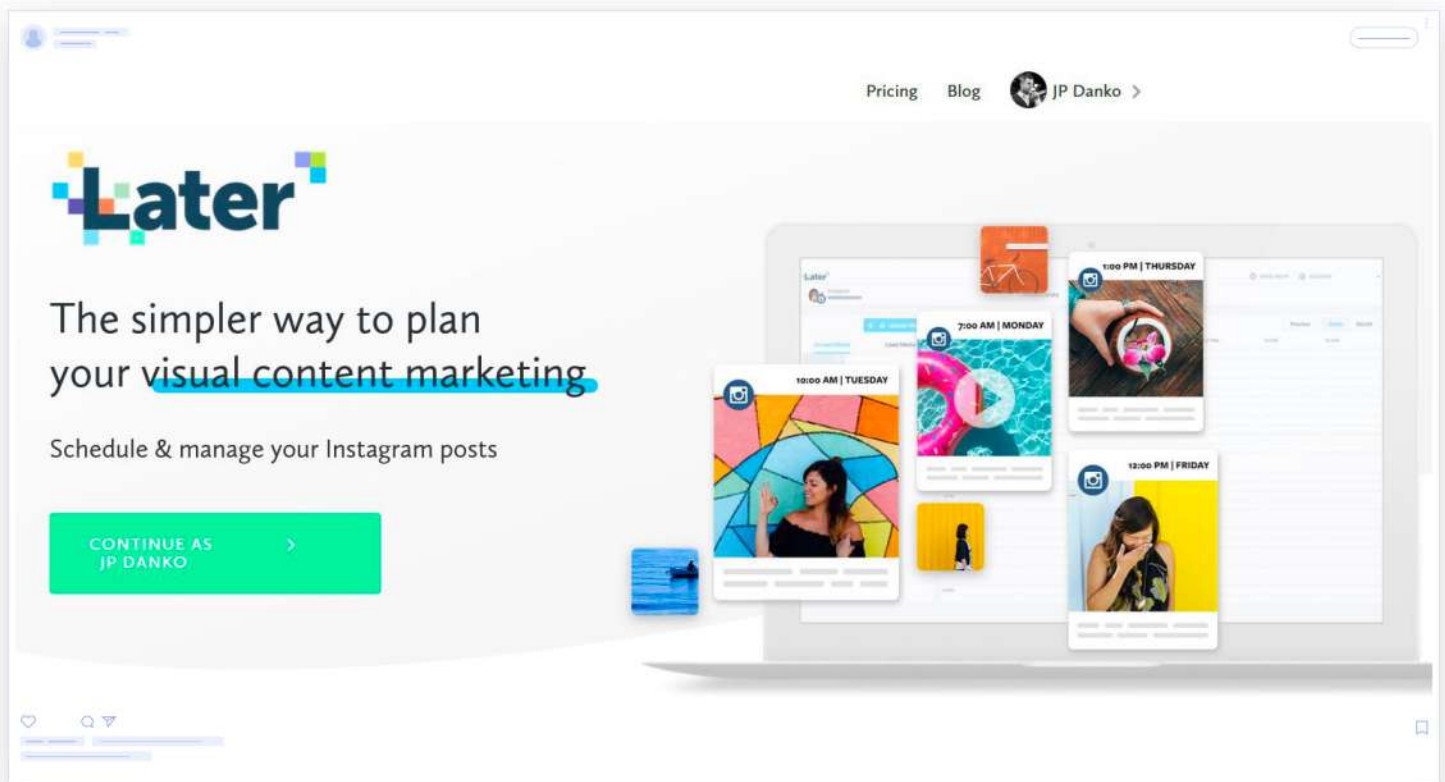 Pricing Blog JP Danko
Later
The simpler way to plan
your visual content marketing
Schedule & manage your Instagram posts
CONTINUE AS
JP DANKO
Later
1:00 PM | THURSDAY
7:00 AM | MONDAY
10:00 AM | TUESDAY
12:00 PM | FRIDAY